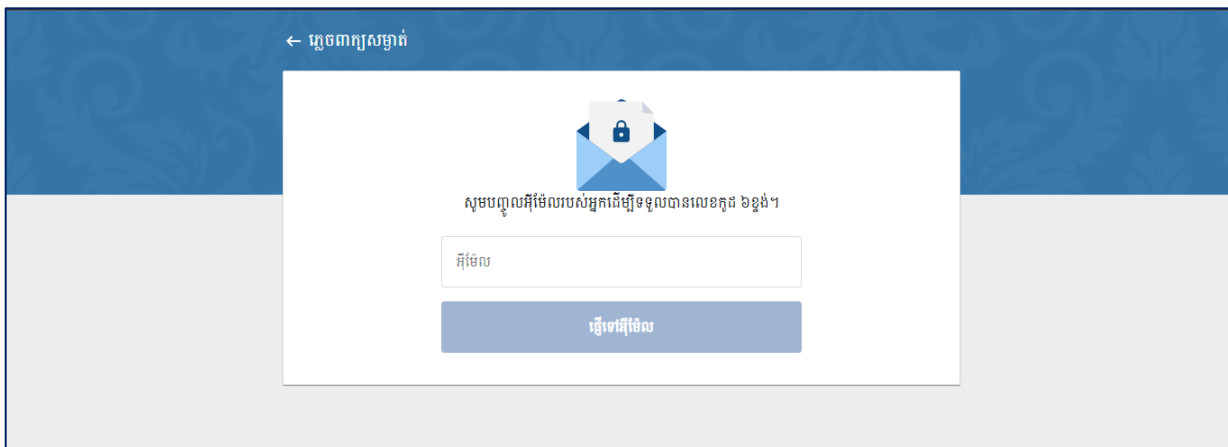 ← ភ្លេចពាក្យសម្ងាត់
សូមបញ្ចូលអ៊ីម៉ែលរបស់អ្នកដើម្បីទទួលបានលេខកូដ ៦ខ្ទង់។
អ៊ីម៉ែល
ផ្ញើទៅអ៊ីម៉ែល